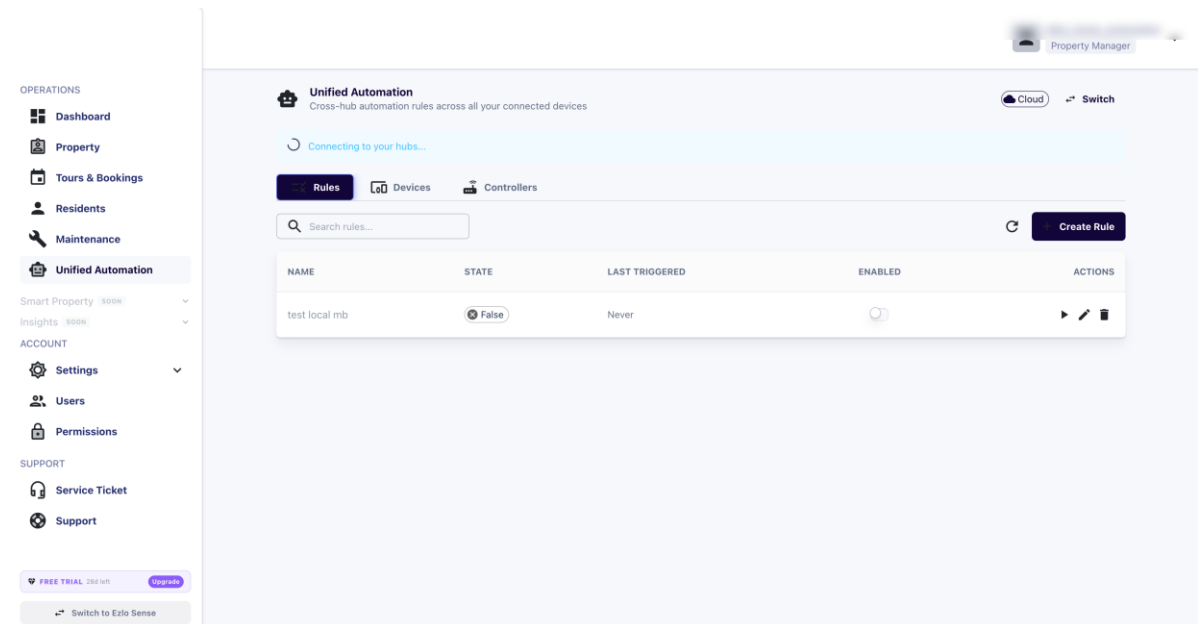 Property Manager
OPERATIONS
Dashboard
Property
Tours & Bookings
Residents
Maintenance
Unified Automation
Smart Property SOON
Insights SOON
ACCOUNT
Settings
Users
Permissions
SUPPORT
Service Ticket
Support
FREE TRIAL 28d left Upgrade
Switch to Ezlo Sense
Unified Automation
Cross-hub automation rules across all your connected devices
Cloud Switch
Connecting to your hubs...
Rules Devices Controllers
Search rules... Create Rule
NAME STATE LAST TRIGGERED ENABLED ACTIONS
test local mb False Never